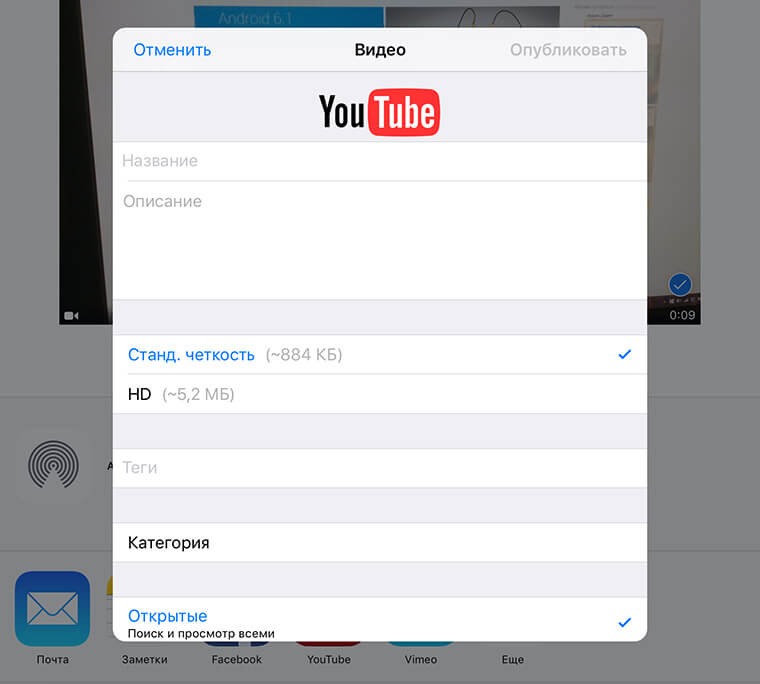 Android 6.1
Отменить
Видео
Опубликовать
YouTube
Название
Описание
0:09
Станд. четкость (~884 КБ)
HD (~5,2 МБ)
Теги
Категория
Открытые
Поиск и просмотр всеми
Почта
Заметки
Facebook
YouTube
Vimeo
Еще